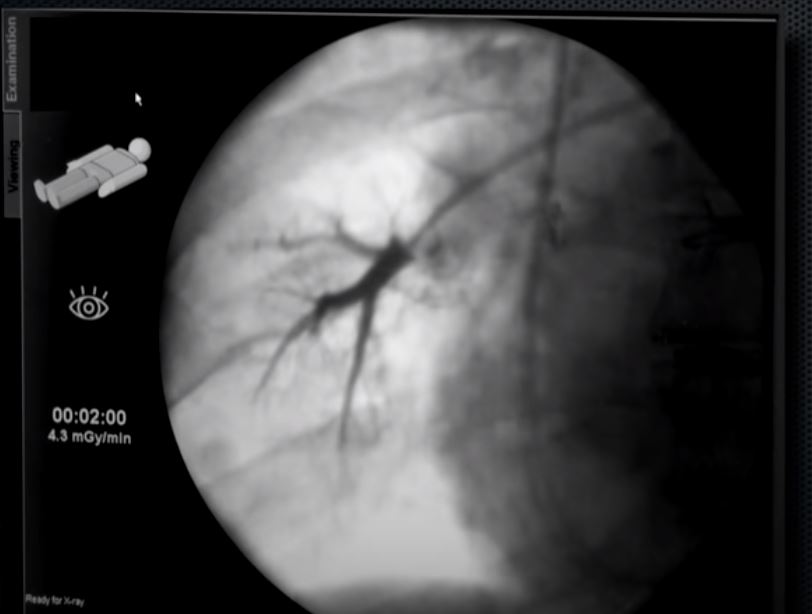 Examination
Viewing
00:02:00
4.3 mGy/min
Ready for X-ray